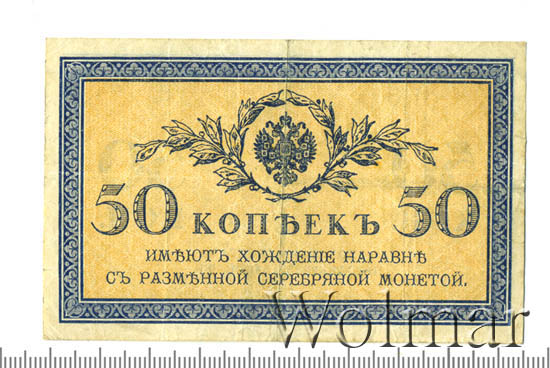 50 КОПѢЕКЪ 50
ИМѢЮТЪ ХОЖДЕНІЕ НАРАВНѢ
СЪ РАЗМѢННОЙ СЕРЕБРЯНОЙ МОНЕТОЙ.
Wolmar